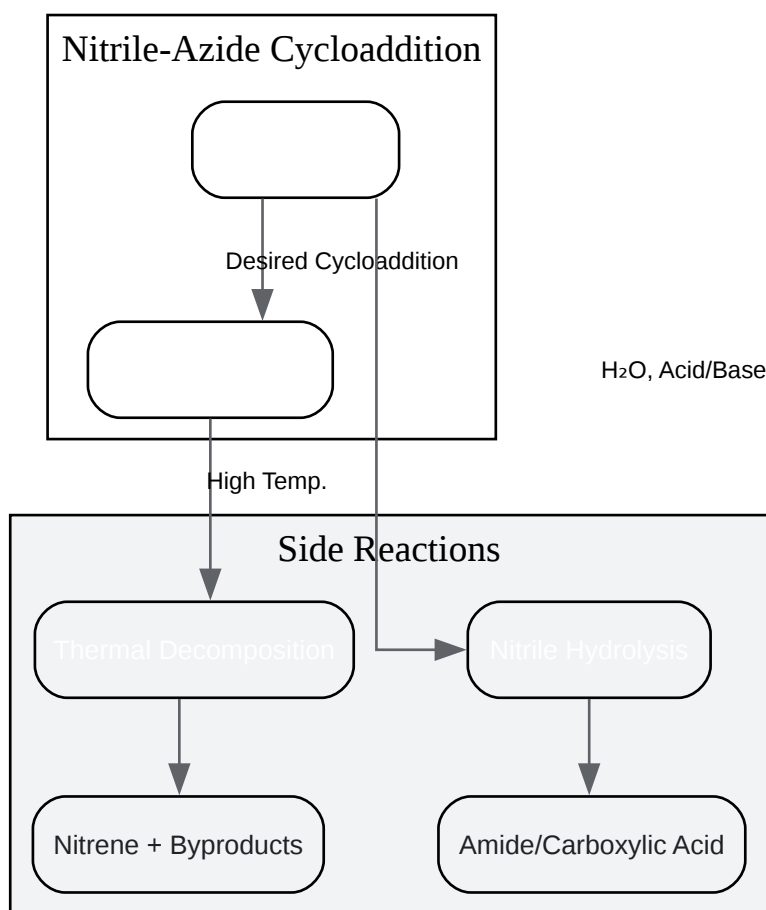 Nitrile-Azide Cycloaddition
Desired Cycloaddition
H₂O, Acid/Base
High Temp.
Side Reactions
Thermal Decomposition
Nitrile Hydrolysis
Nitrene + Byproducts
Amide/Carboxylic Acid